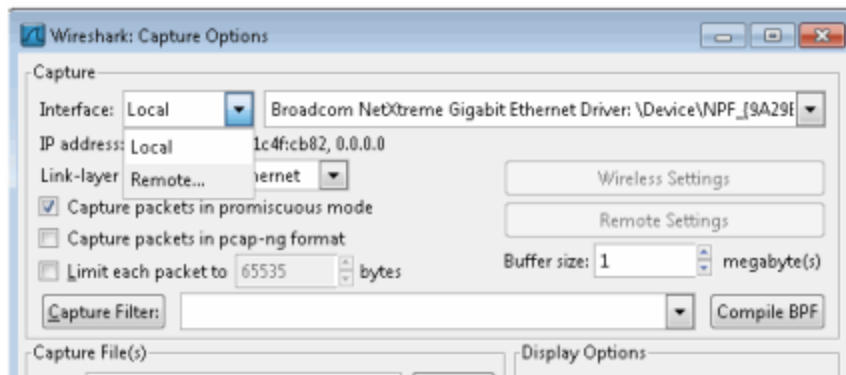 Wireshark: Capture Options
Capture
Interface: Local Broadcom NetXtreme Gigabit Ethernet Driver: \Device\NPF_{9A29E
IP address: 1c4f:cb82, 0.0.0.0
Local
Link-layer ernet Wireless Settings
Remote...
Capture packets in promiscuous mode Remote Settings
Capture packets in pcap-ng format
Limit each packet to 65535 bytes Buffer size: 1 megabyte(s)
Capture Filter: Compile BPF
Capture File(s) Display Options